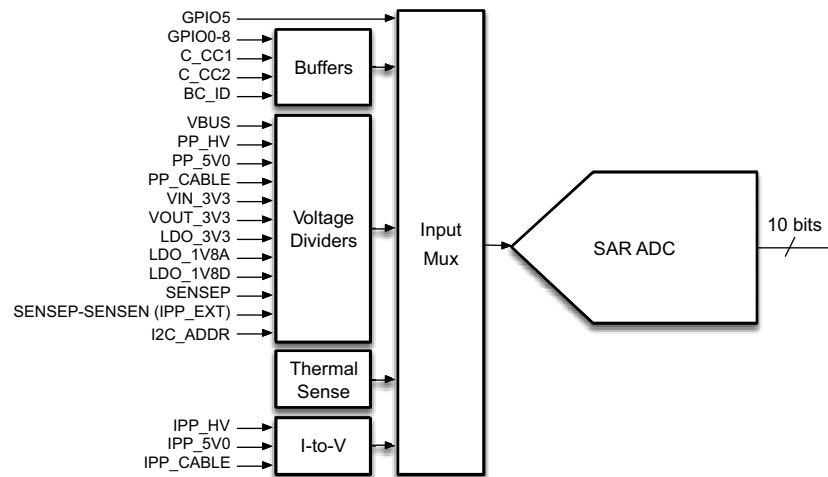 GPIO5
GPIO0-8
C_CC1
C_CC2
BC_ID
Buffers
VBUS
PP_HV
PP_5V0
PP_CABLE
VIN_3V3
VOUT_3V3
LDO_3V3
LDO_1V8A
LDO_1V8D
SENSEP
SENSEP-SENSEN (IPP_EXT)
I2C_ADDR
Voltage
Dividers
Thermal
Sense
IPP_HV
IPP_5V0
IPP_CABLE
I-to-V
Input
Mux
SAR ADC
10 bits